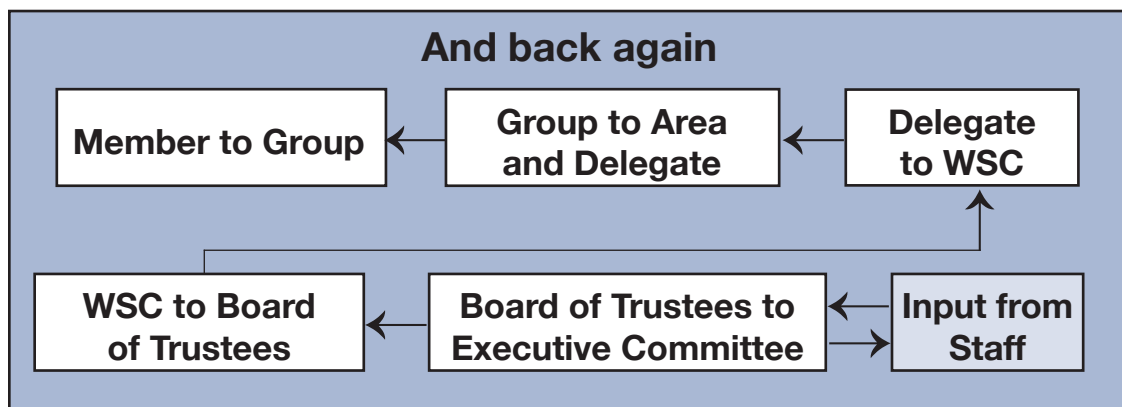 And back again
Member to Group
Group to Area
and Delegate
Delegate
to WSC
WSC to Board
of Trustees
Board of Trustees to
Executive Committee
Input from
Staff